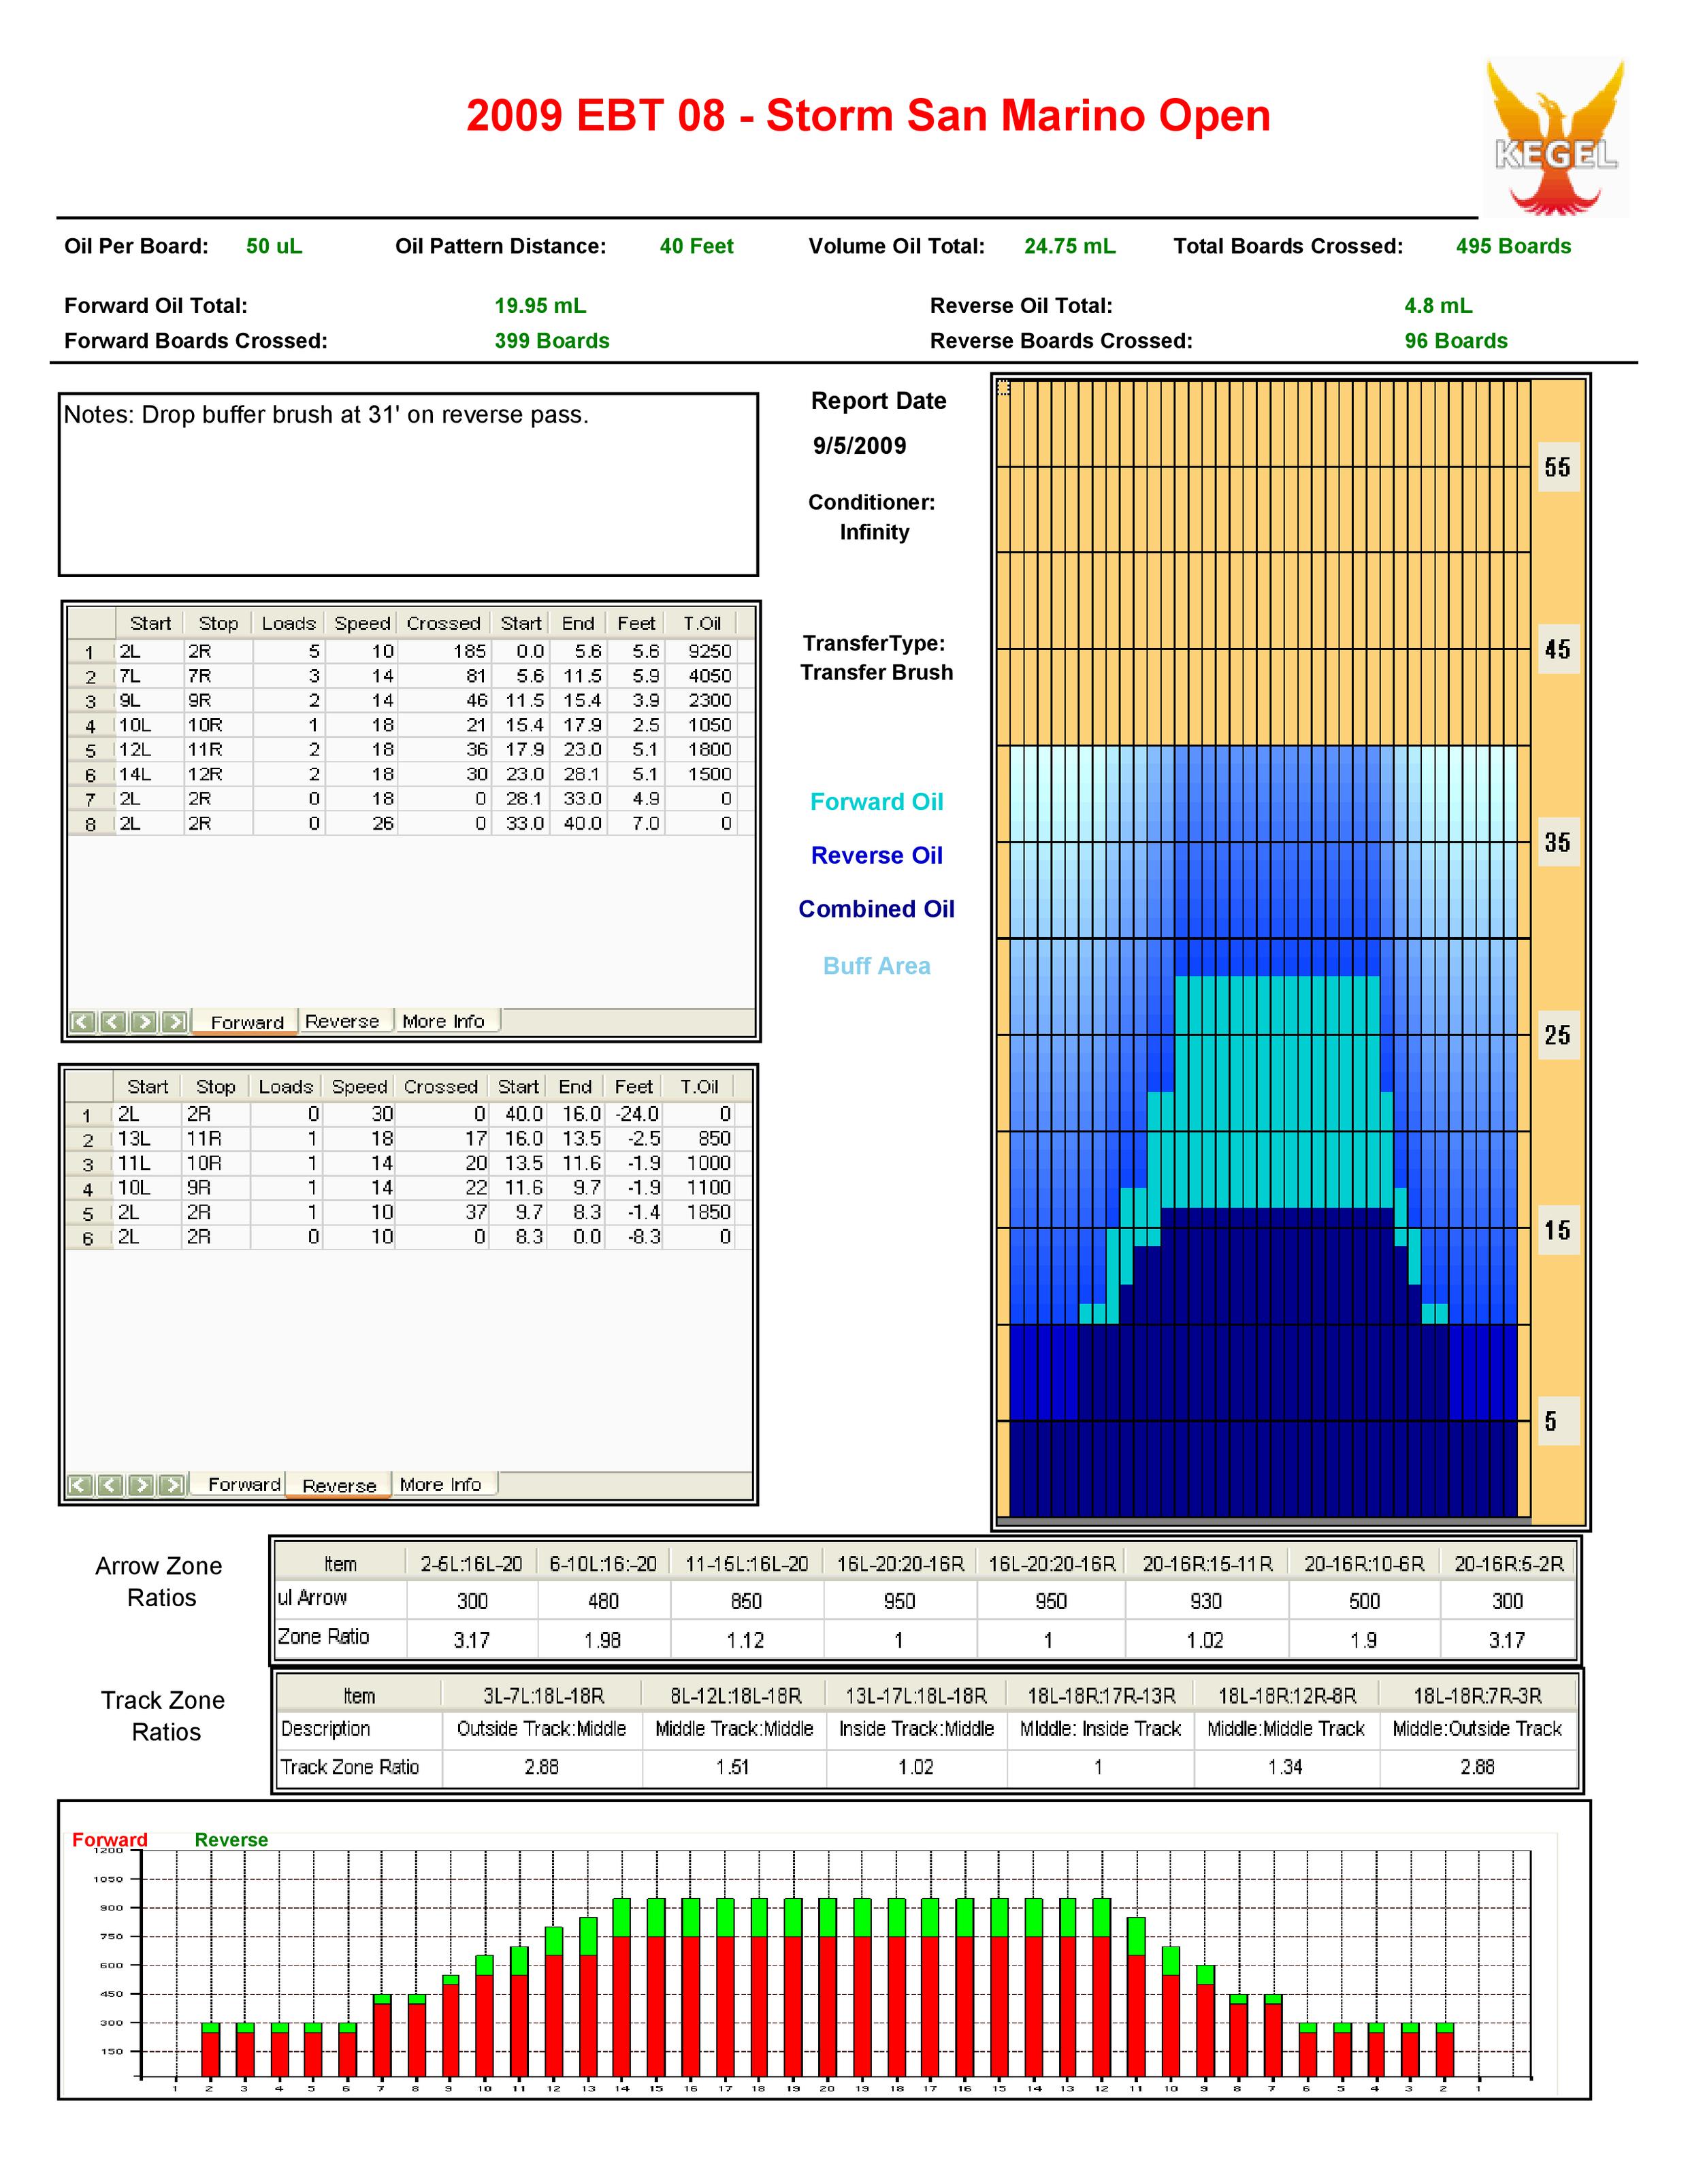 2009 EBT 08 - Storm San Marino Open
KEGEL
Oil Per Board: 50 uL Oil Pattern Distance: 40 Feet Volume Oil Total: 24.75 mL Total Boards Crossed: 495 Boards
Forward Oil Total: 19.95 mL Reverse Oil Total: 4.8 mL
Forward Boards Crossed: 399 Boards Reverse Boards Crossed: 96 Boards
Notes: Drop buffer brush at 31' on reverse pass.
Start Stop Loads Speed Crossed Start End Feet T.Oil
1 2L 2R 5 10 185 0.0 5.6 5.6 9250
2 7L 7R 3 14 81 5.6 11.5 5.9 4050
3 9L 9R 2 14 46 11.5 15.4 3.9 2300
4 10L 10R 1 18 21 15.4 17.9 2.5 1050
5 12L 11R 2 18 36 17.9 23.0 5.1 1800
6 14L 12R 2 18 30 23.0 28.1 5.1 1500
7 2L 2R 0 18 0 28.1 33.0 4.9 0
8 2L 2R 0 26 0 33.0 40.0 7.0 0
Forward Reverse More Info
Start Stop Loads Speed Crossed Start End Feet T.Oil
1 2L 2R 0 30 0 40.0 16.0 -24.0 0
2 13L 11R 1 18 17 16.0 13.5 -2.5 850
3 11L 10R 1 14 20 13.5 11.6 -1.9 1000
4 10L 9R 1 14 22 11.6 9.7 -1.9 1100
5 2L 2R 1 10 37 9.7 8.3 -1.4 1850
6 2L 2R 0 10 0 8.3 0.0 -8.3 0
Forward Reverse More Info
Report Date
9/5/2009
Conditioner:
Infinity
TransferType:
Transfer Brush
Forward Oil
Reverse Oil
Combined Oil
Buff Area
55
45
35
25
15
5
Arrow Zone
Ratios
Item 2-5L:16L-20 6-10L:16:-20 11-15L:16L-20 16L-20:20-16R 16L-20:20-16R 20-16R:15-11R 20-16R:10-6R 20-16R:5-2R
ul Arrow 300 480 850 950 950 930 500 300
Zone Ratio 3.17 1.98 1.12 1 1 1.02 1.9 3.17
Track Zone
Ratios
Item 3L-7L:18L-18R 8L-12L:18L-18R 13L-17L:18L-18R 18L-18R:17R-13R 18L-18R:12R-8R 18L-18R:7R-3R
Description Outside Track:Middle Middle Track:Middle Inside Track:Middle MIddle: Inside Track Middle:Middle Track Middle:Outside Track
Track Zone Ratio 2.88 1.51 1.02 1 1.34 2.88
Forward Reverse
1200
1050
900
750
600
450
300
150
1 2 3 4 5 6 7 8 9 10 11 12 13 14 15 16 17 18 19 20 19 18 17 16 15 14 13 12 11 10 9 8 7 6 5 4 3 2 1